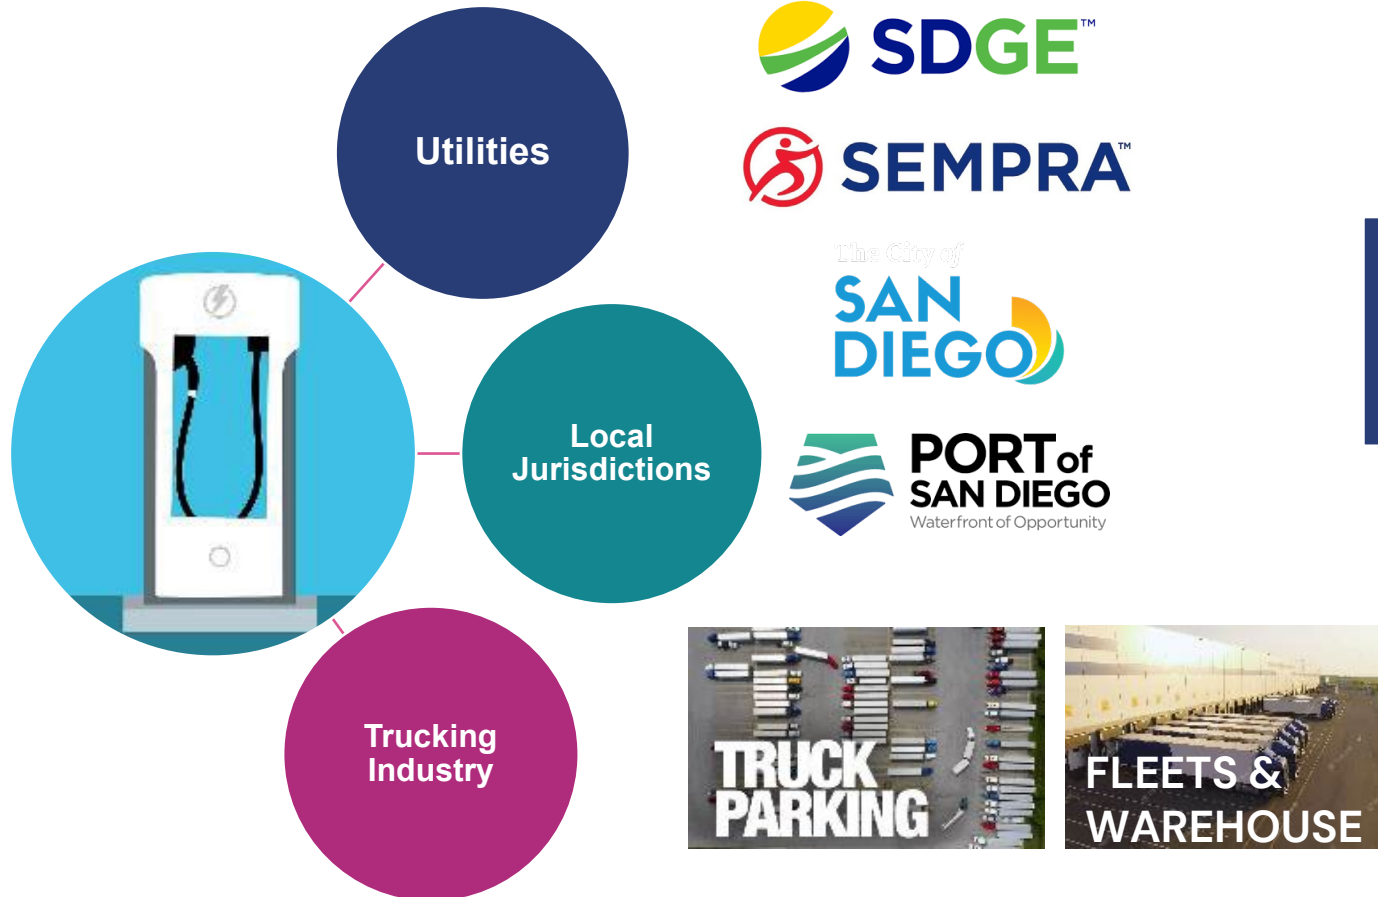 Utilities
SDGE™
SEMPRA™
The City of
SAN
DIEGO
Local
Jurisdictions
PORT of
SAN DIEGO
Waterfront of Opportunity
Trucking
Industry
TRUCK
PARKING
FLEETS &
WAREHOUSE